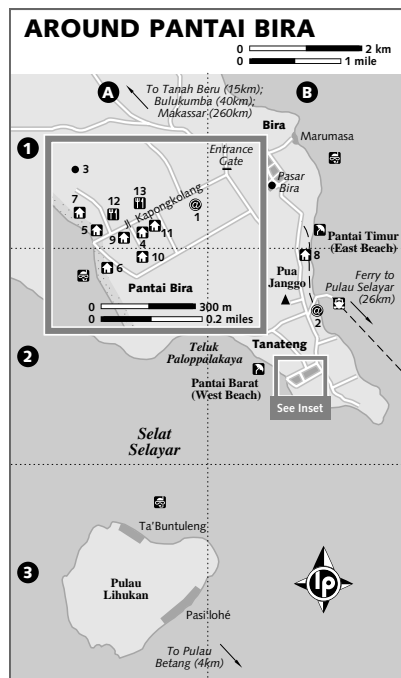 AROUND PANTAI BIRA
0 2 km
0 1 mile
A
B
To Tanah Beru (15km);
Bulukumba (40km);
Makassar (260km)
Bira
Marumasa
1
Entrance
Gate
3
Pasar
Bira
7
12
13
Jl Kapongkolang
@
1
5
9
4
11
Pantai Timur
(East Beach)
8
6
10
Pantai Bira
Pua
Janggo
Ferry to
Pulau Selayar
(26km)
0 300 m
0 0.2 miles
@
2
2
Tanateng
Teluk
Paloppalakaya
Pantai Barat
(West Beach)
See Inset
Selat
Selayar
Ta'Buntuleng
3
Pulau
Lihukan
lp
Pasi'lohé
To Pulau
Betang (4km)